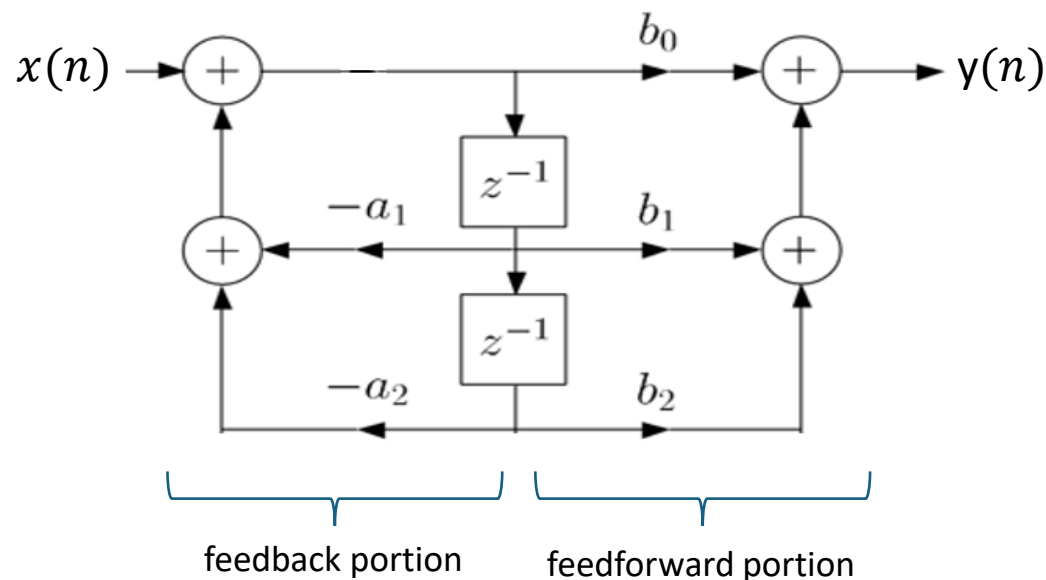 b₀
x(n) + + y(n)
z⁻¹
−a₁ b₁
+ +
z⁻¹
−a₂ b₂
feedback portion feedforward portion